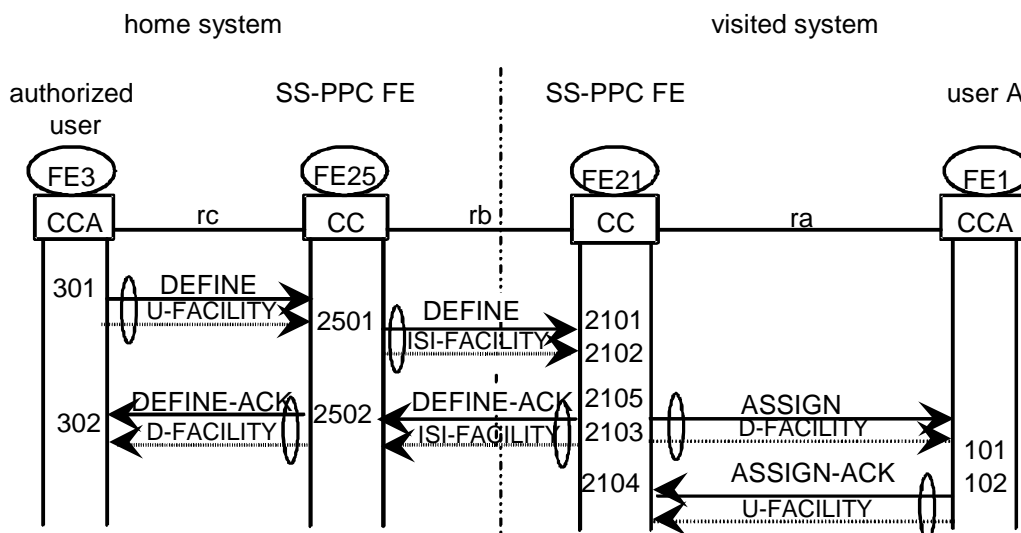 home system visited system
authorized user SS-PPC FE SS-PPC FE user A
FE3 FE25 FE21 FE1
CCA rc CC rb CC ra CCA
301 DEFINE
U-FACILITY 2501 DEFINE 2101
ISI-FACILITY 2102
DEFINE-ACK 2502 DEFINE-ACK 2105 ASSIGN
302 D-FACILITY ISI-FACILITY 2103 D-FACILITY
101
2104 ASSIGN-ACK 102
U-FACILITY